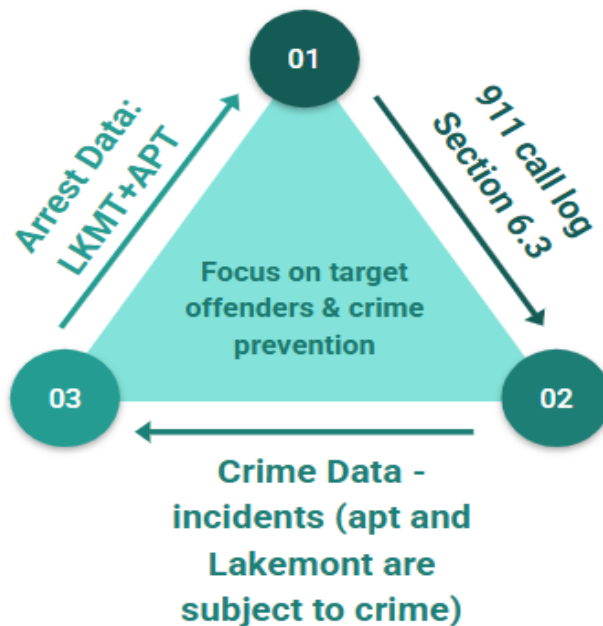 01
Arrest Data:
LKMT+APT
911 call log
Section 6.3
Focus on target
offenders & crime
prevention
03
02
Crime Data -
incidents (apt and
Lakemont are
subject to crime)